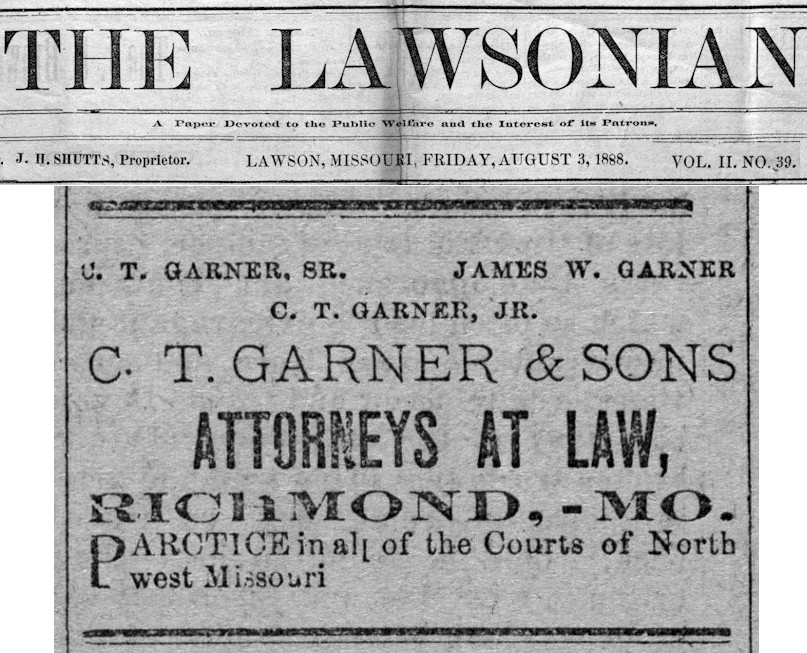 THE LAWSONIAN
A Paper Devoted to the Public Welfare and the Interest of its Patrons.
J. H. SHUTTS, Proprietor. LAWSON, MISSOURI, FRIDAY, AUGUST 3, 1888. VOL. II. NO. 39.
C. T. GARNER, SR. JAMES W. GARNER
C. T. GARNER, JR.
C. T. GARNER & SONS
ATTORNEYS AT LAW,
RICHMOND, - MO.
PARCTICE in all of the Courts of North
west Missouri